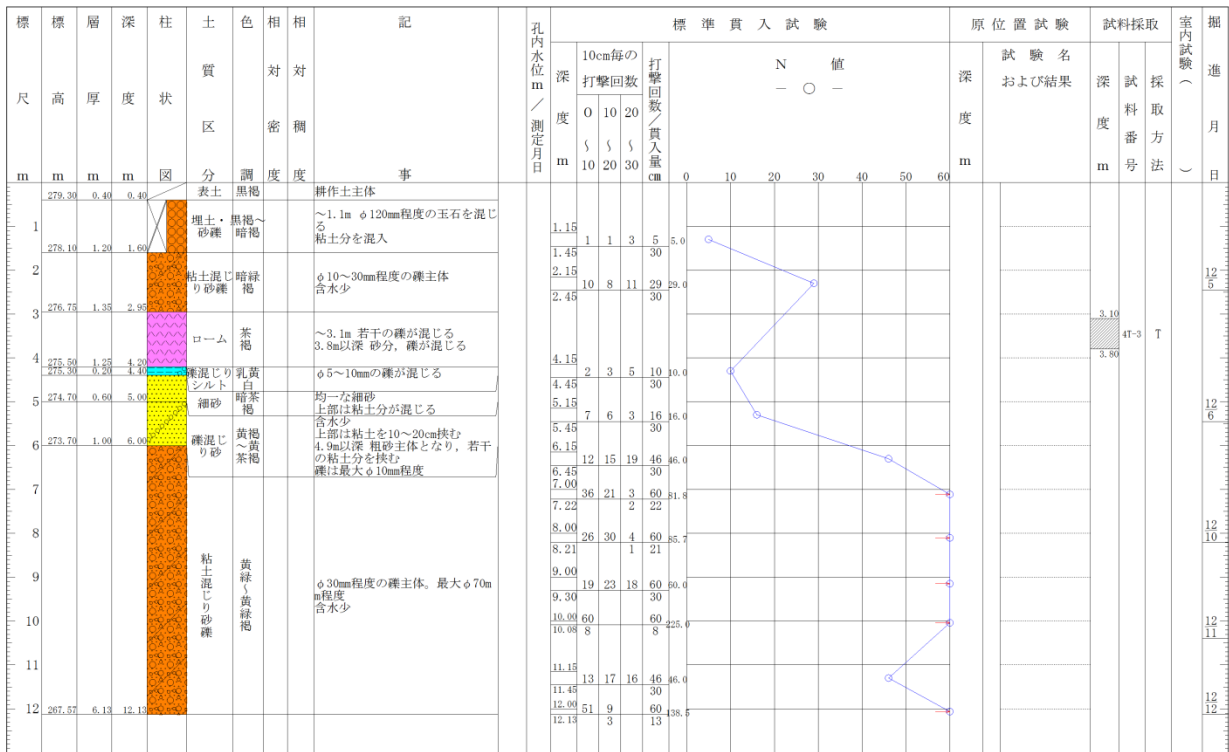 標尺
m
標高
m
層厚
m
深度
m
柱状図
土質区分
色調
相対密度
相対稠度
記事
孔内水位m／測定月日
標準貫入試験
深度
m
10cm毎の
打撃回数
0 10 20
～ ～ ～
10 20 30
打撃回数／貫入量
cm
N 値
0 10 20 30 40 50 60
原位置試験
深度
m
試験名
および結果
試料採取
深度
m
試料番号
採取方法
室内試験（ ）
掘進月日
279.30 0.40 0.40 表土 黒褐 耕作土主体
1
278.10 1.20 1.60
埋土・
砂礫
黒褐～
暗褐
～1.1m φ120mm程度の玉石を混じ
る
粘土分を混入
2
276.75 1.35 2.95
粘土混じ
り砂礫
暗緑
褐
φ10～30mm程度の礫主体
含水少
3
4
275.50 1.25 4.20
ローム
茶
褐
～3.1m 若干の礫が混じる
3.8m以深 砂分，礫が混じる
275.30 0.20 4.40
礫混じり
シルト
乳黄
白
φ5～10mmの礫が混じる
5
274.70 0.60 5.00
細砂
暗茶
褐
均一な細砂
上部は粘土分が混じる
含水少
6
273.70 1.00 6.00
礫混じ
り砂
黄褐
～黄
茶褐
上部は粘土を10～20cm挟む
4.9m以深 粗砂主体となり，若干
の粘土分を挟む
礫は最大φ10mm程度
7
8
9
10
11
12
267.57 6.13 12.13
粘土混じり砂礫
黄緑～黄緑褐
φ30mm程度の礫主体。最大φ70m
m程度
含水少
1.15
1 1 3 5 5.0
1.45 30
2.15
10 8 11 29 29.0
2.45 30
4.15
2 3 5 10 10.0
4.45 30
5.15
7 6 3 16 16.0
5.45 30
6.15
12 15 19 46 46.0
6.45 30
7.00
36 21 3 60 81.8
7.22 2 22
8.00
26 30 4 60 85.7
8.21 1 21
9.00
19 23 18 60 60.0
9.30 30
10.00 60 60 225.0
10.08 8 8
11.15
13 17 16 46 46.0
11.45 30
12.00 51 9 60 138.5
12.13 3 13
3.10
4T-3 T
3.80
12
5
12
6
12
10
12
11
12
12